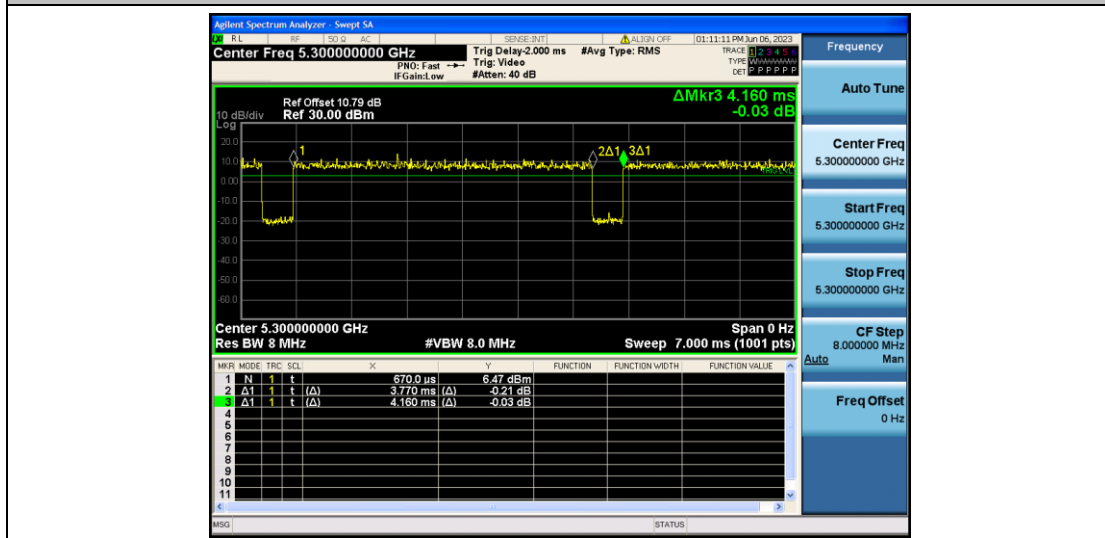 Agilent Spectrum Analyzer - Swept SA
RL RF 50 Ω AC SENSE:INT ALIGN OFF 01:11:11 PM Jun 06, 2023
Center Freq 5.300000000 GHz
PNO: Fast
IFGain:Low
Trig Delay-2.000 ms
Trig: Video
#Atten: 40 dB
#Avg Type: RMS
TRACE 1 2 3 4 5 6
TYPE
DET P P P P P P
ΔMkr3 4.160 ms
-0.03 dB
Ref Offset 10.79 dB
10 dB/div Ref 30.00 dBm
Log
20.0
10.0
0.00
-10.0
-20.0
-30.0
-40.0
-50.0
-60.0
1
2Δ1
3Δ1
TRIG LVL
Center 5.300000000 GHz Span 0 Hz
Res BW 8 MHz #VBW 8.0 MHz Sweep 7.000 ms (1001 pts)
MKR MODE TRC SCL X Y FUNCTION FUNCTION WIDTH FUNCTION VALUE
1 N 1 t 670.0 µs 6.47 dBm
2 Δ1 1 t (Δ) 3.770 ms (Δ) -0.21 dB
3 Δ1 1 t (Δ) 4.160 ms (Δ) -0.03 dB
4
5
6
7
8
9
10
11
MSG STATUS
Frequency
Auto Tune
Center Freq
5.300000000 GHz
Start Freq
5.300000000 GHz
Stop Freq
5.300000000 GHz
CF Step
8.000000 MHz
Auto Man
Freq Offset
0 Hz